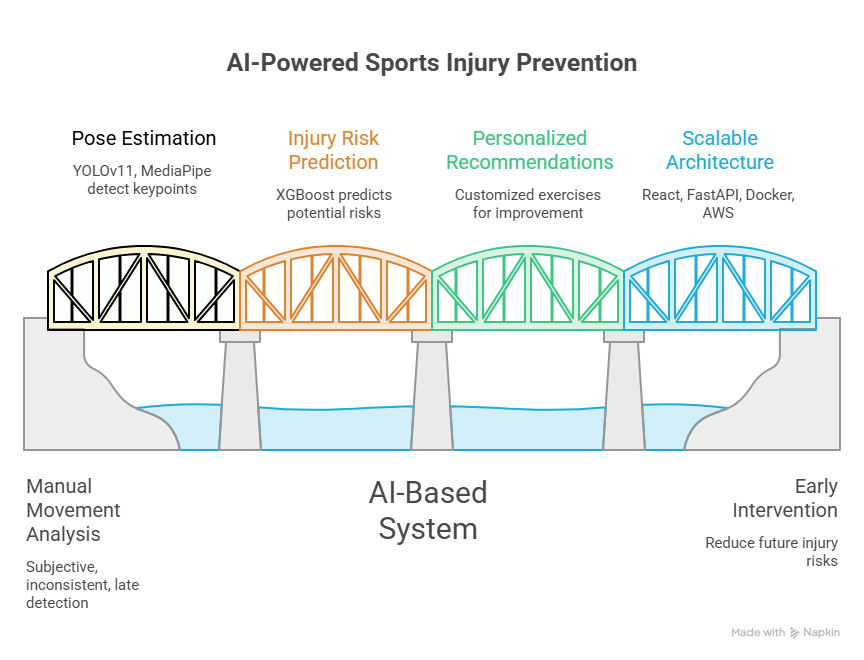 AI-Powered Sports Injury Prevention
Pose Estimation
YOLOv11, MediaPipe
detect keypoints
Injury Risk
Prediction
XGBoost predicts
potential risks
Personalized
Recommendations
Customized exercises
for improvement
Scalable
Architecture
React, FastAPI, Docker,
AWS
Manual
Movement
Analysis
Subjective,
inconsistent, late
detection
AI-Based
System
Early
Intervention
Reduce future injury
risks
Made with Napkin